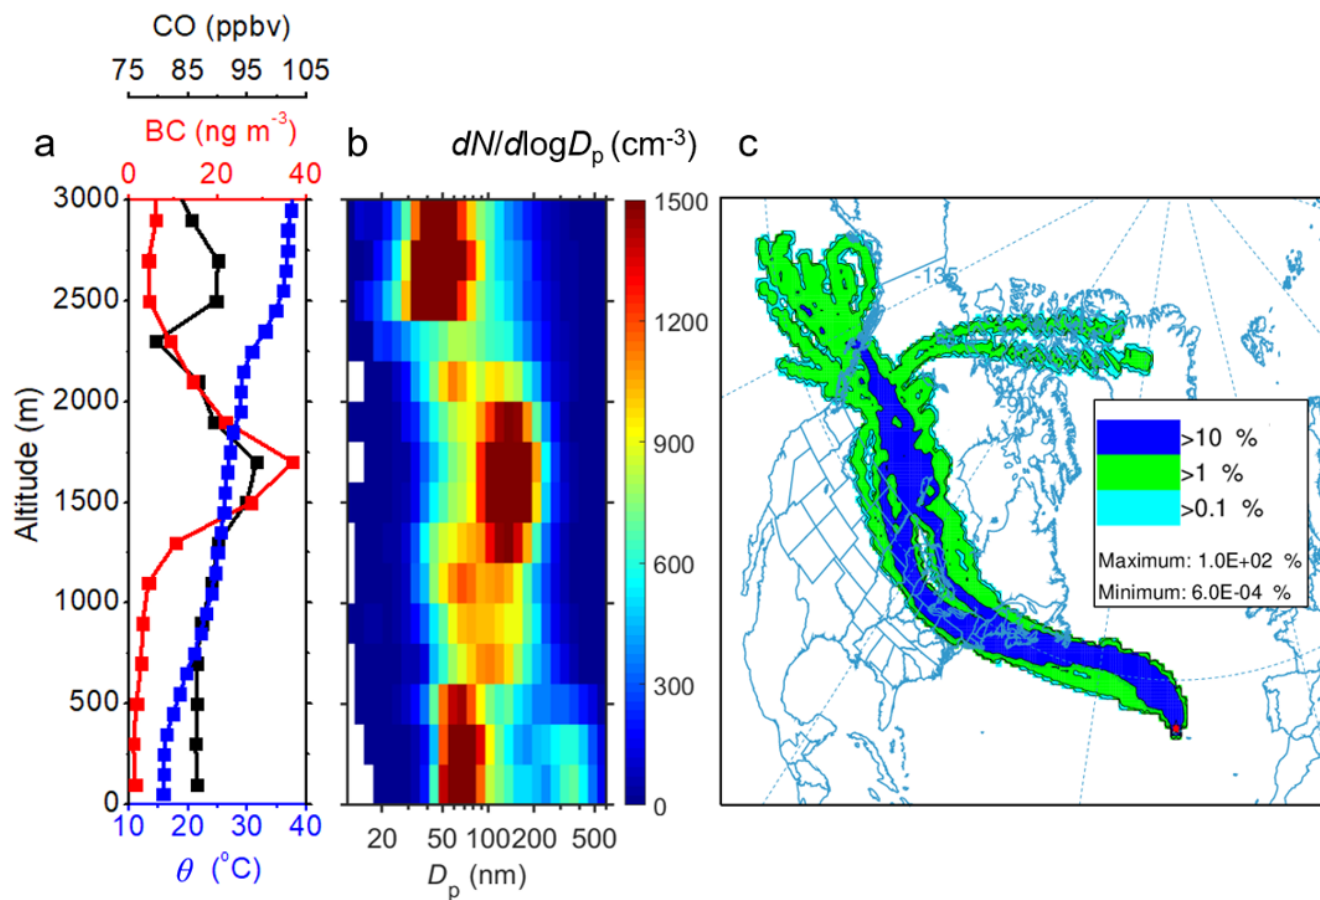 CO (ppbv)
75 85 95 105
a
BC (ng m⁻³)
0 20 40
b
dN/dlogDₚ (cm⁻³)
c
3000
2500
2000
1500
1000
500
0
Altitude (m)
10 20 30 40
θ (°C)
20 50 100 200 500
Dₚ (nm)
1500
1200
900
600
300
0
-135
-90
>10 %
>1 %
>0.1 %
Maximum: 1.0E+02 %
Minimum: 6.0E-04 %